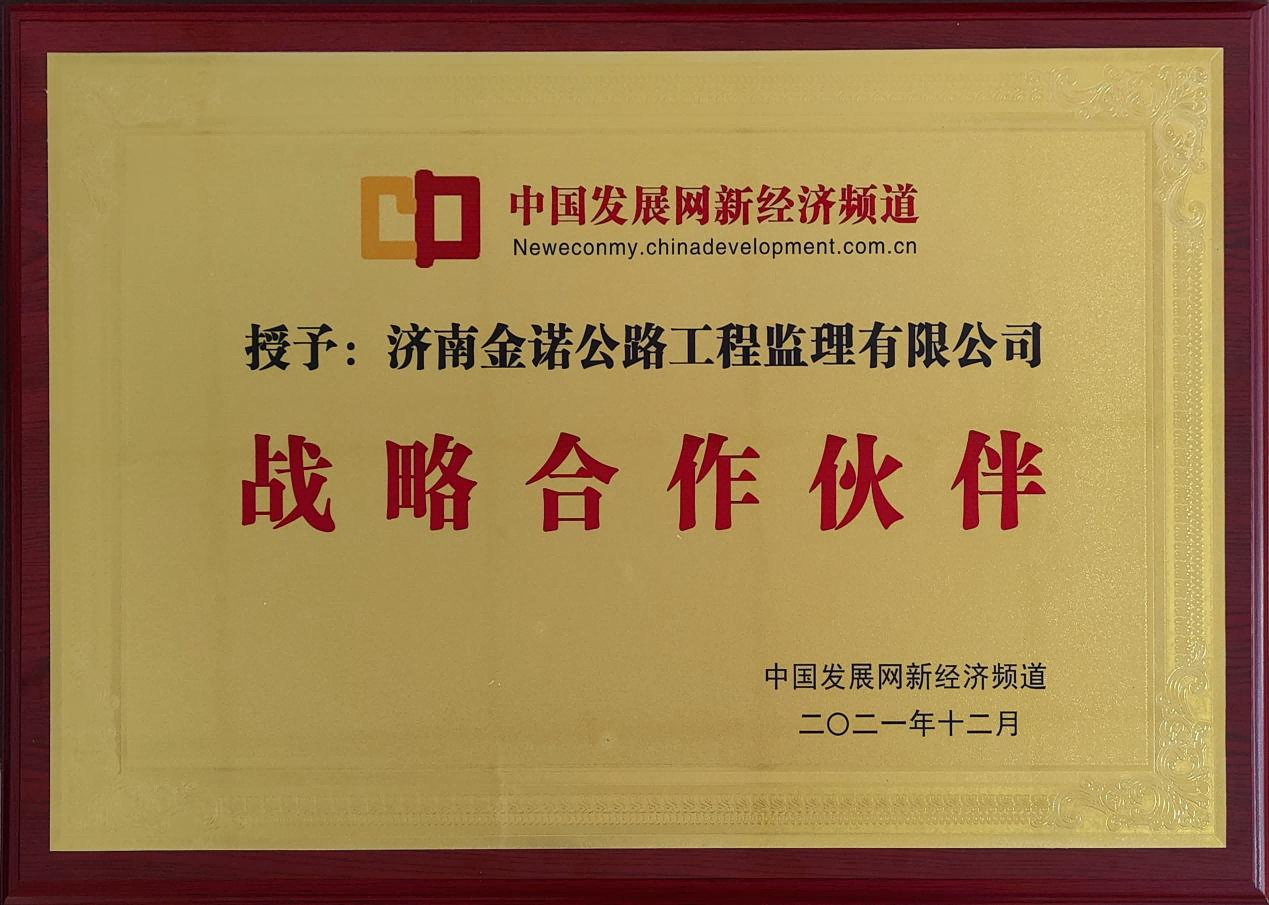 中国发展网新经济频道
Neweconmy.chinadevelopment.com.cn
授予：济南金诺公路工程监理有限公司
战略合作伙伴
中国发展网新经济频道
二〇二一年十二月